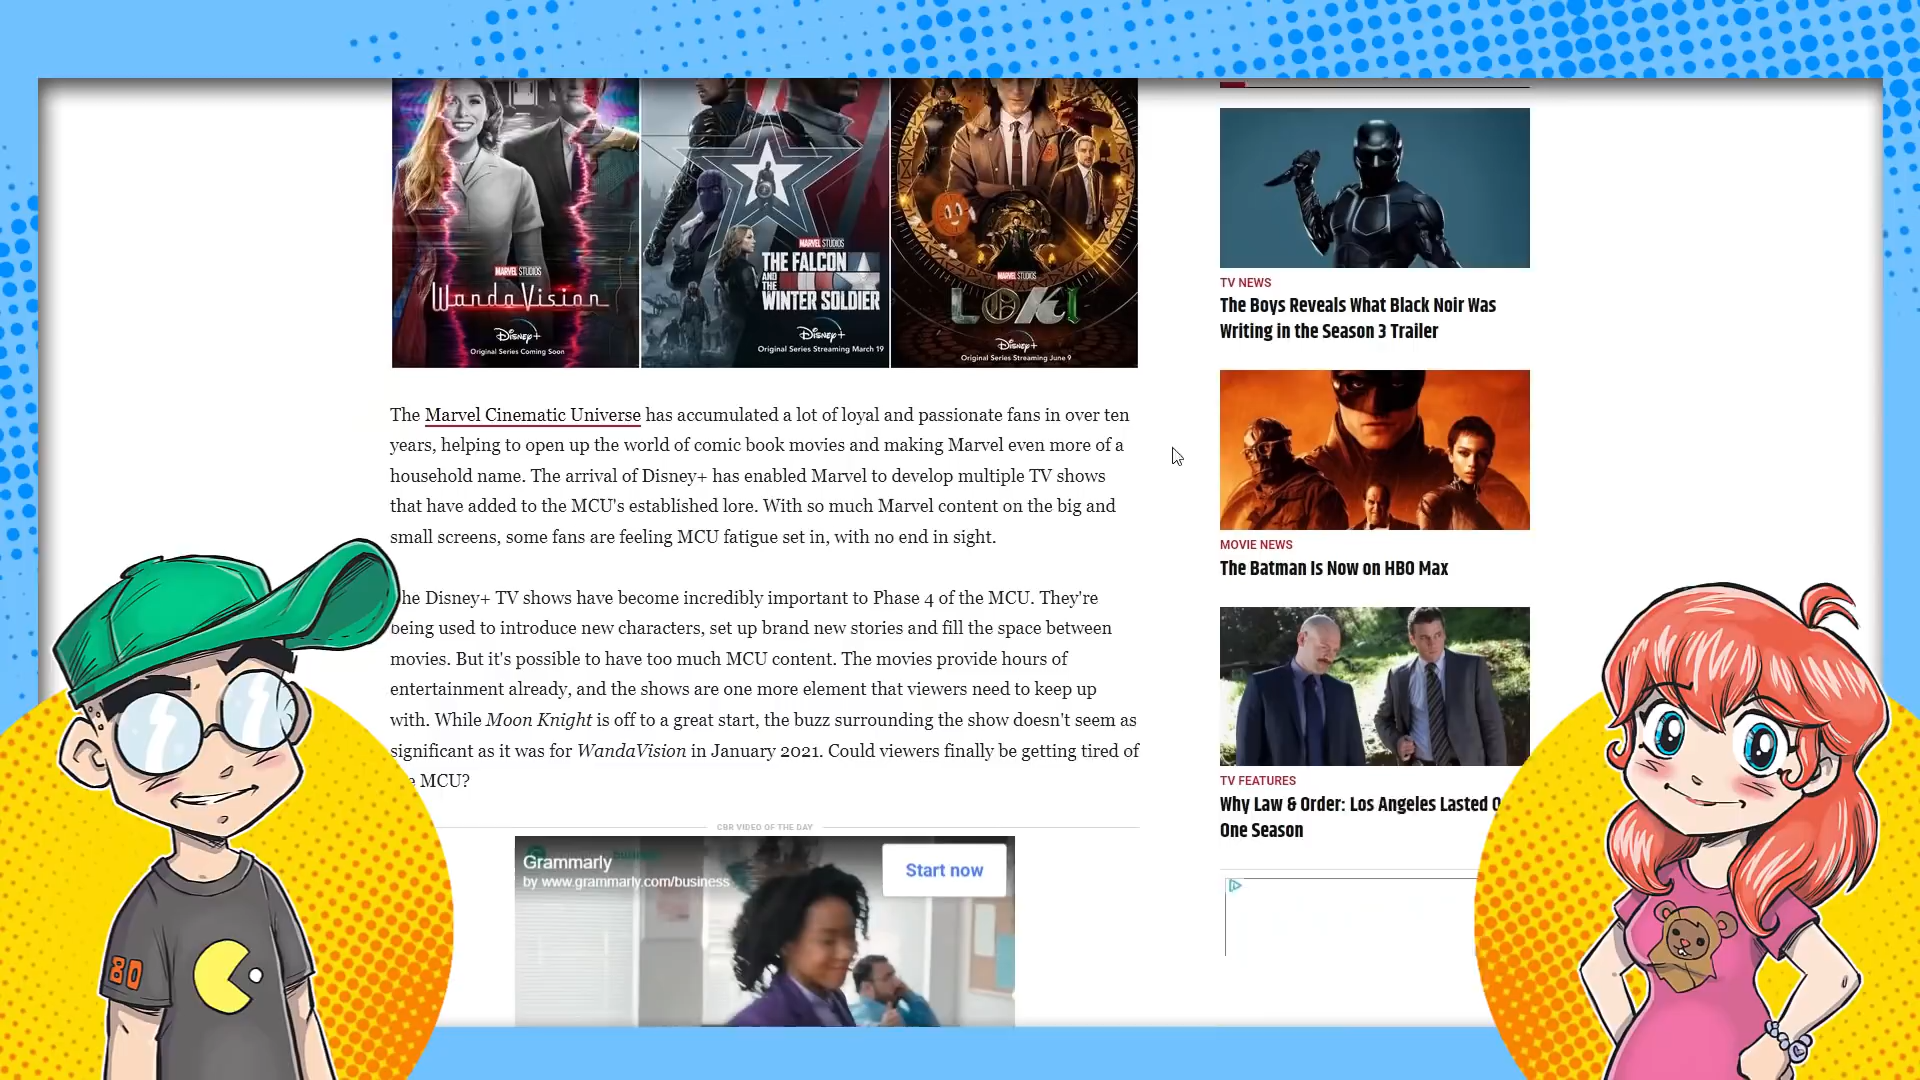 MARVEL STUDIOS
WandaVision
Disney+
Original Series Coming Soon
MARVEL STUDIOS
THE FALCON
AND THE
WINTER SOLDIER
Disney+
Original Series Streaming March 19
MARVEL STUDIOS
LOKI
Disney+
Original Series Streaming June 9
The Marvel Cinematic Universe has accumulated a lot of loyal and passionate fans in over ten
years, helping to open up the world of comic book movies and making Marvel even more of a
household name. The arrival of Disney+ has enabled Marvel to develop multiple TV shows
that have added to the MCU's established lore. With so much Marvel content on the big and
small screens, some fans are feeling MCU fatigue set in, with no end in sight.
he Disney+ TV shows have become incredibly important to Phase 4 of the MCU. They're
being used to introduce new characters, set up brand new stories and fill the space between
movies. But it's possible to have too much MCU content. The movies provide hours of
entertainment already, and the shows are one more element that viewers need to keep up
with. While Moon Knight is off to a great start, the buzz surrounding the show doesn't seem as
significant as it was for WandaVision in January 2021. Could viewers finally be getting tired of
e MCU?
CBR VIDEO OF THE DAY
Grammarly
by www.grammarly.com/business
Start now
TV NEWS
The Boys Reveals What Black Noir Was
Writing in the Season 3 Trailer
MOVIE NEWS
The Batman Is Now on HBO Max
TV FEATURES
Why Law & Order: Los Angeles Lasted
One Season
80